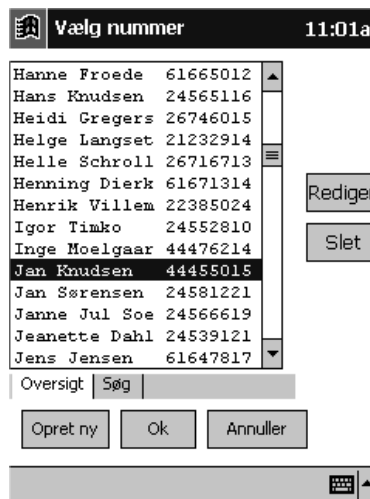 Vælg nummer 11:01a
Hanne Froede 61665012
Hans Knudsen 24565116
Heidi Gregers 26746015
Helge Langset 21232914
Helle Schroll 26716713
Henning Dierk 61671314
Henrik Villem 22385024
Igor Timko 24552810
Inge Moelgaar 44476214
Jan Knudsen 44455015
Jan Sørensen 24581221
Janne Jul Soe 24566619
Jeanette Dahl 24539121
Jens Jensen 61647817
Rediger
Slet
Oversigt Søg
Opret ny Ok Annuller